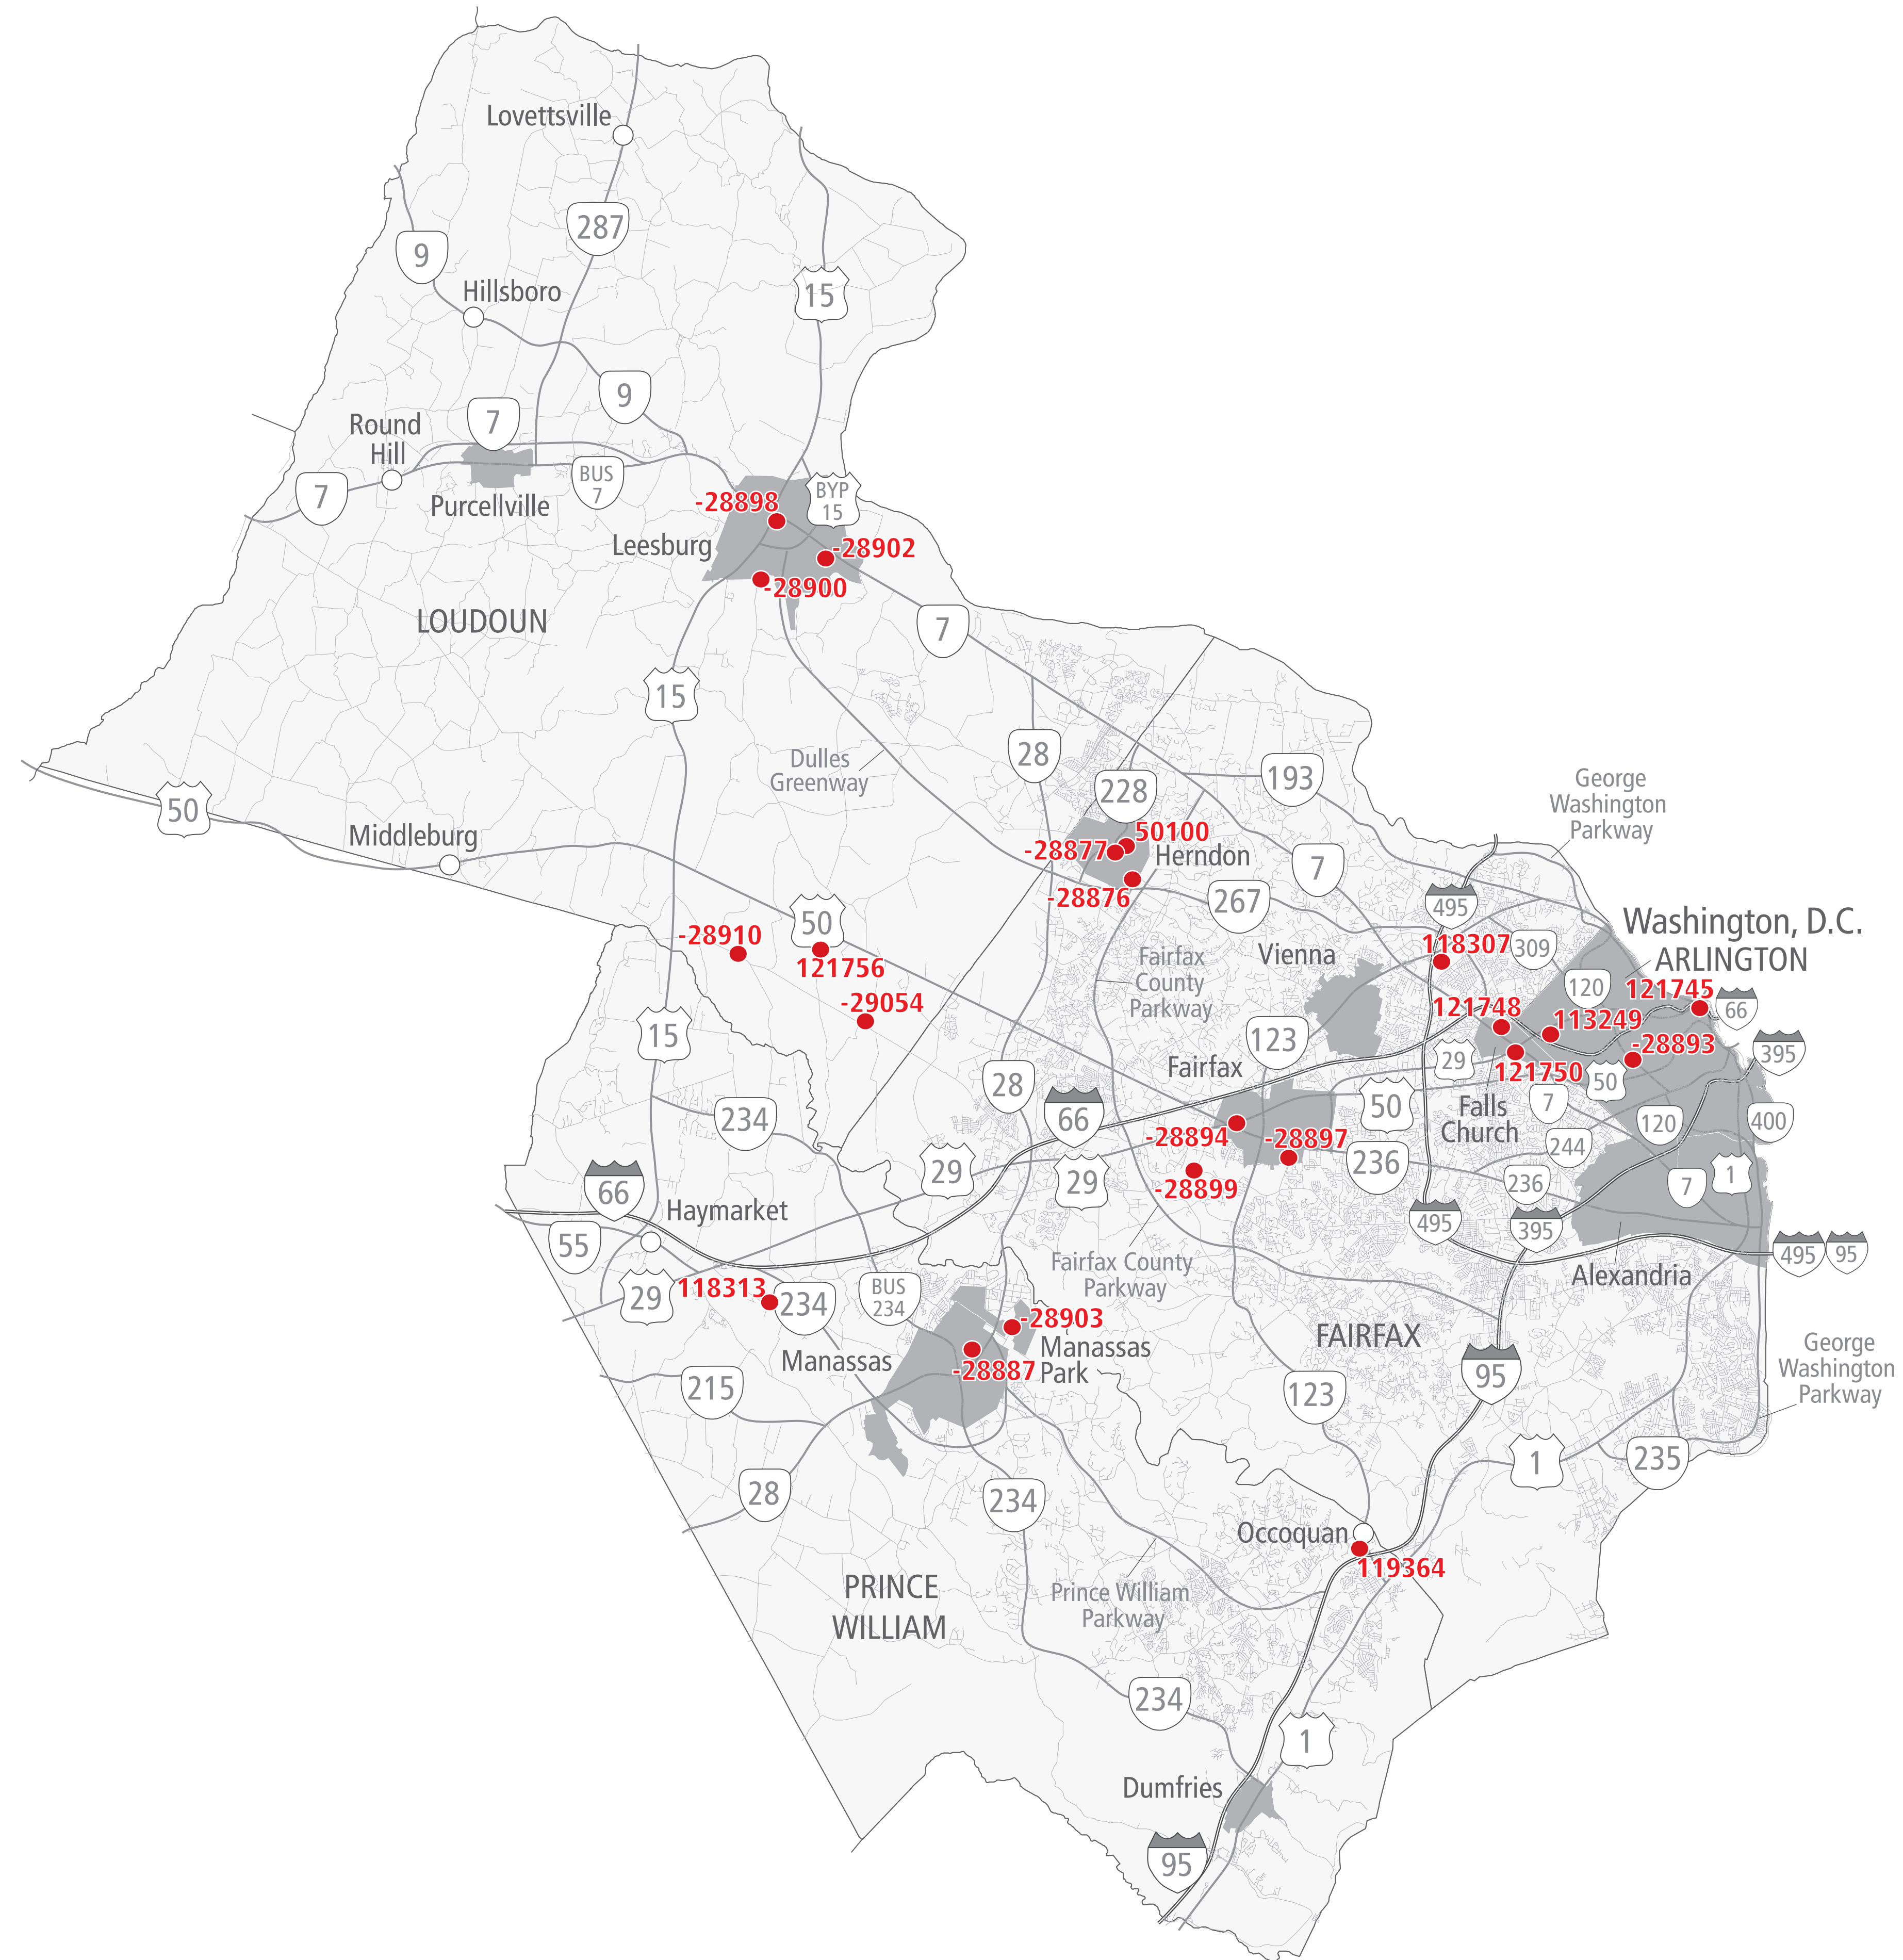 Lovettsville
287
9
15
Hillsboro
9
7
Round
Hill
BUS
7
7
Purcellville
BYP
15
-28898
Leesburg
-28902
-28900
LOUDOUN
7
15
Dulles
Greenway
28
228
193
George
Washington
Parkway
50
Middleburg
50100
-28877
Herndon
-28876
7
267
495
50
-28910
121756
-29054
Fairfax
County
Parkway
Vienna
118307
309
Washington, D.C.
ARLINGTON
120
121745
66
121748
113249
-28893
395
15
123
29
121750
50
Fairfax
28
66
50
Falls
Church
7
120
400
234
-28894
-28897
244
29
29
-28899
236
236
7
1
66
Haymarket
495
395
495
95
55
Fairfax County
Parkway
Alexandria
29
118313
234
BUS
234
-28903
Manassas
Park
Manassas
-28887
FAIRFAX
George
Washington
Parkway
215
123
95
28
234
1
235
Occoquan
119364
PRINCE
WILLIAM
Prince William
Parkway
234
1
Dumfries
95